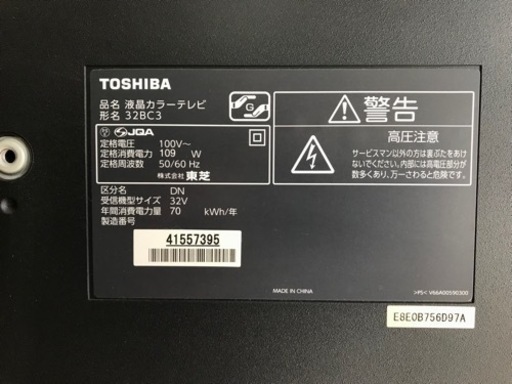 TOSHIBA
品名 液晶カラーテレビ
形名 32BC3
G
JQA
定格電圧 100V～
定格消費電力 109 W
定格周波数 50/60 Hz
株式会社 東芝
区分名 DN
受信機型サイズ 32V
年間消費電力量 70 kWh/年
製造番号
41557395
警告
高圧注意
サービスマン以外の方は裏ぶたをあけ
ないでください。内部には高電圧部分が
数多くあり、万一さわると危険です。
MADE IN CHINA
>PS< V66A00590300
E8E0B756D97A